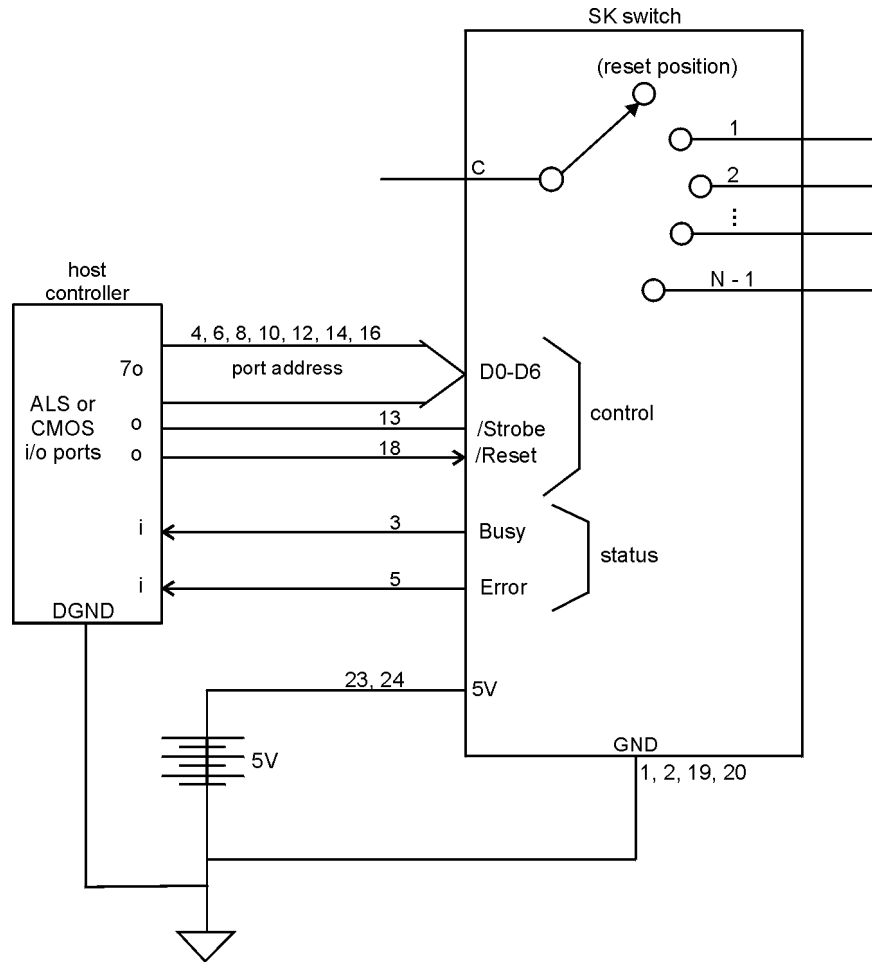 SK switch
(reset position)
1
C
2
...
N - 1
host
controller
4, 6, 8, 10, 12, 14, 16
7o
port address
D0-D6
ALS or
CMOS
i/o ports
o
13
/Strobe
control
o
18
/Reset
i
3
Busy
status
i
5
Error
DGND
23, 24
5V
GND
5V
1, 2, 19, 20